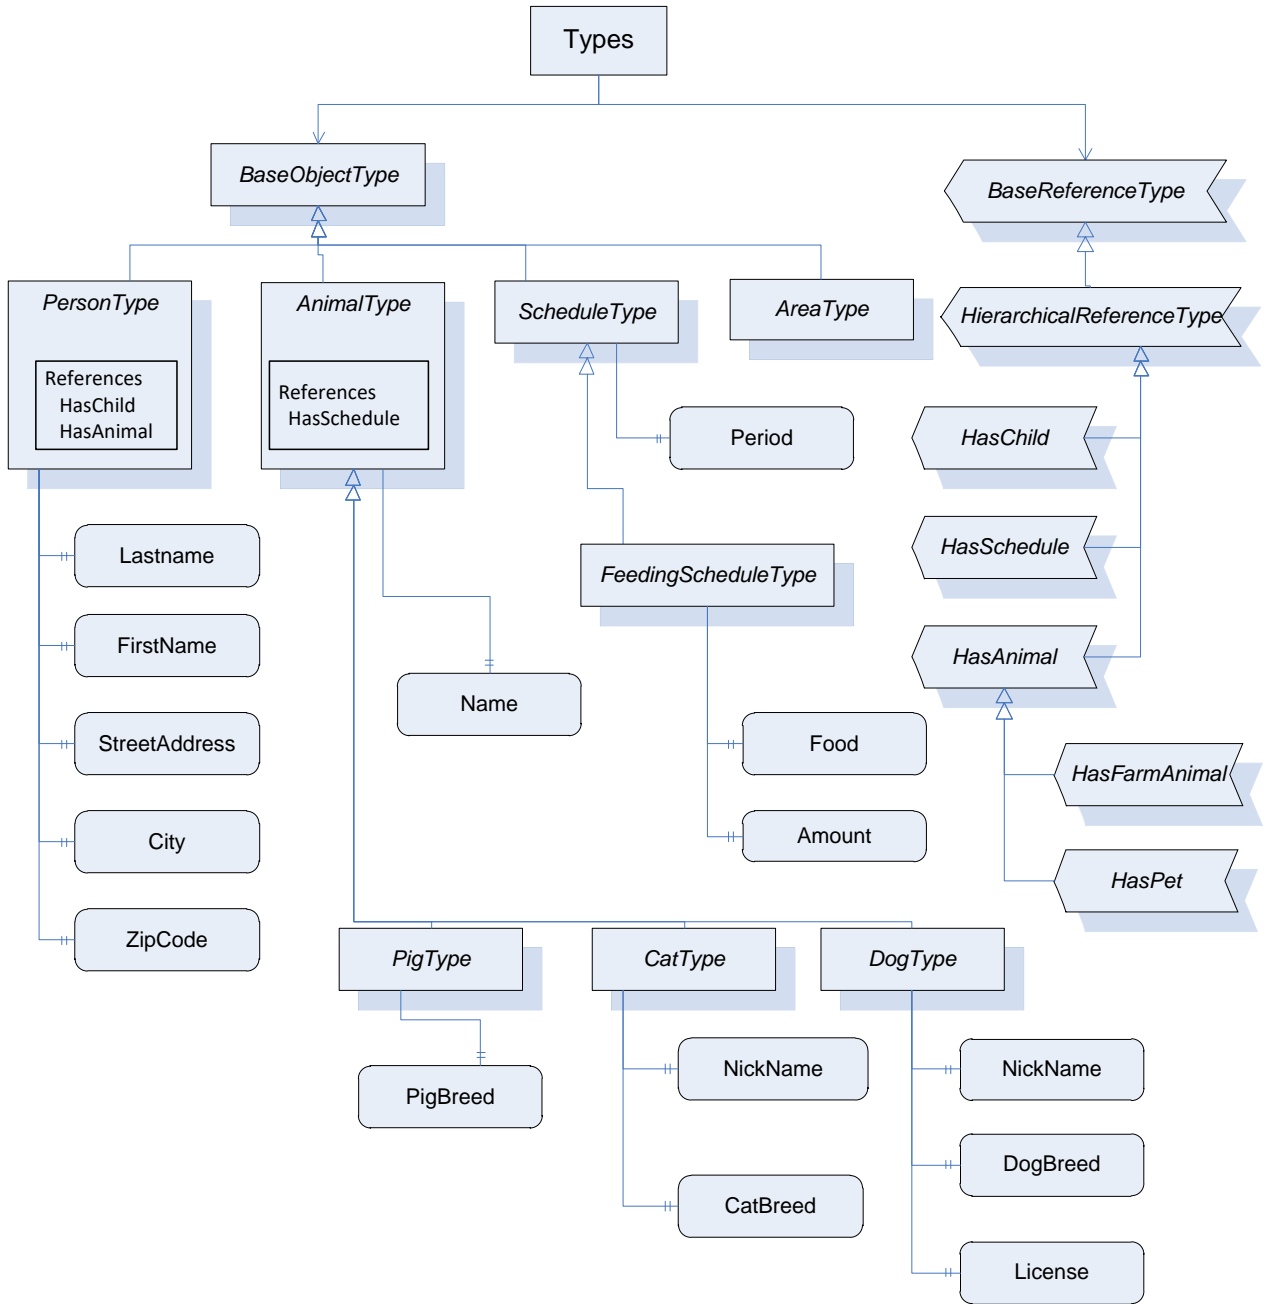 Types
BaseObjectType
BaseReferenceType
PersonType
AnimalType
ScheduleType
AreaType
HierarchicalReferenceType
References
HasChild
HasAnimal
References
HasSchedule
Period
HasChild
Lastname
FeedingScheduleType
HasSchedule
FirstName
Name
HasAnimal
StreetAddress
Food
HasFarmAnimal
City
Amount
HasPet
ZipCode
PigType
CatType
DogType
PigBreed
NickName
NickName
CatBreed
DogBreed
License